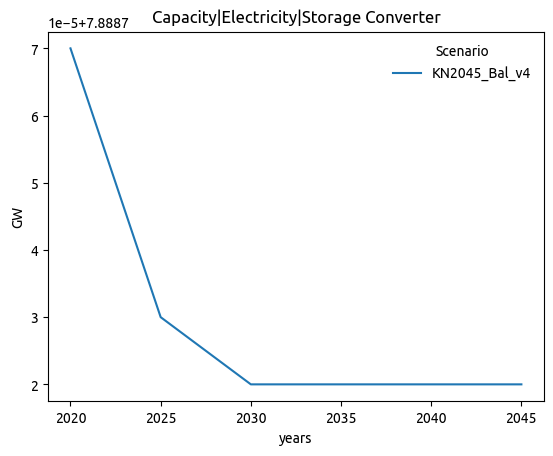 Capacity|Electricity|Storage Converter
1e-5+7.8887
Scenario
KN2045_Bal_v4
7
6
5
4
3
2
GW
2020 2025 2030 2035 2040 2045
years